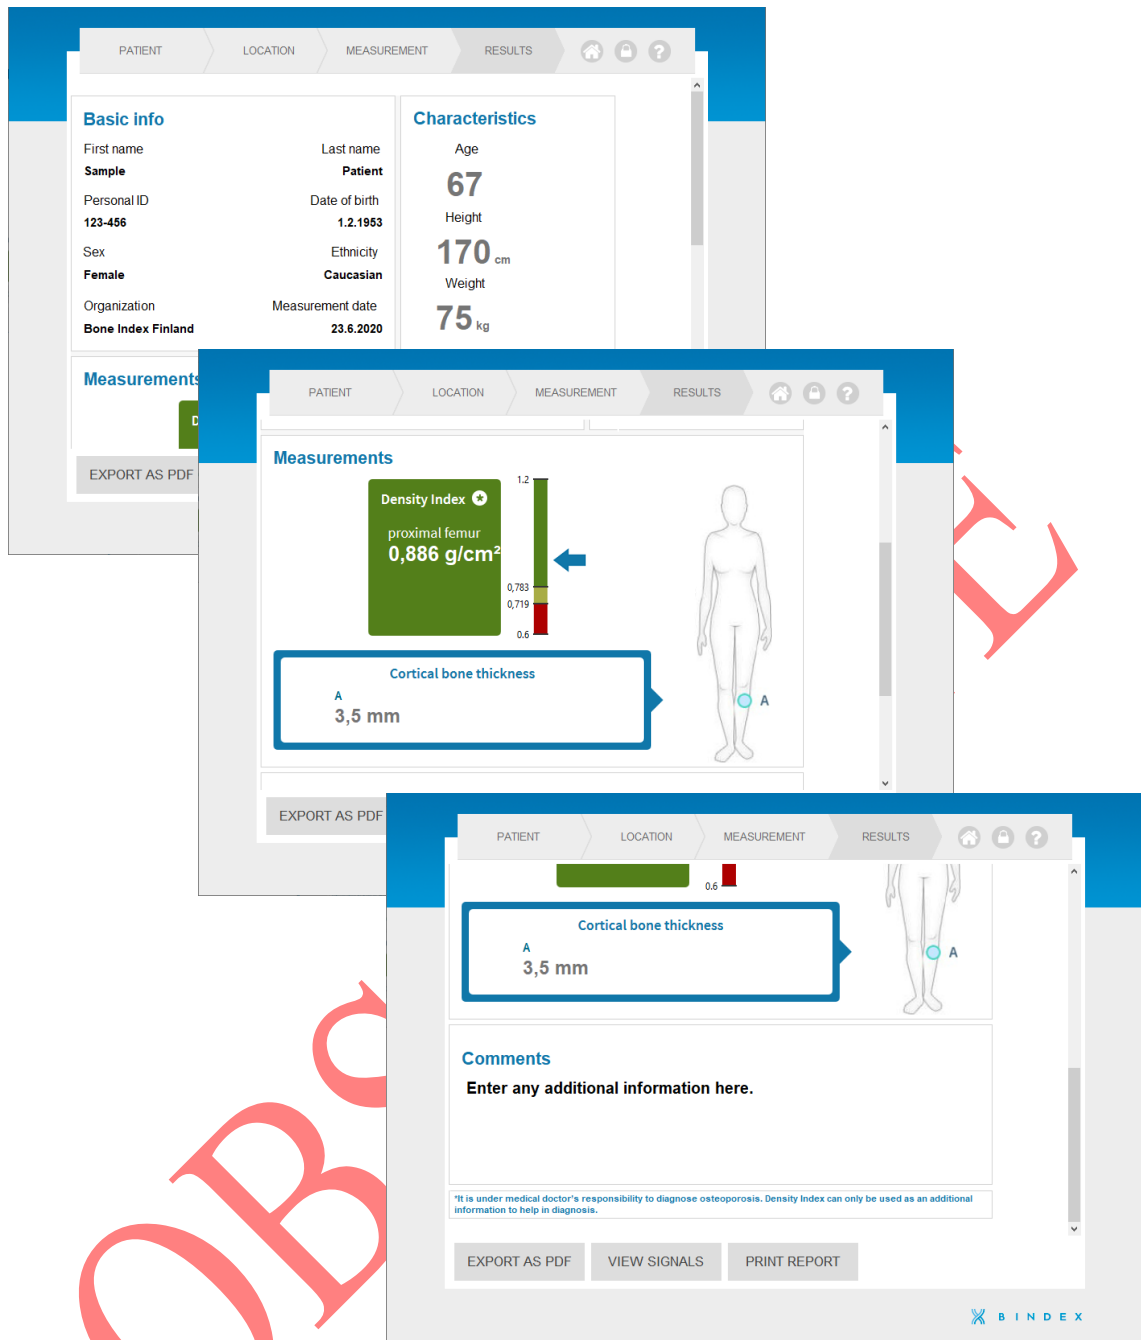 PATIENT LOCATION MEASUREMENT RESULTS ?
Basic info
First name Last name
Sample Patient
Personal ID Date of birth
123-456 1.2.1953
Sex Ethnicity
Female Caucasian
Organization Measurement date
Bone Index Finland 23.6.2020
Characteristics
Age
67
Height
170 cm
Weight
75 kg
Measurements
D
EXPORT AS PDF
PATIENT LOCATION MEASUREMENT RESULTS ?
Measurements
Density Index
proximal femur
0,886 g/cm²
1.2
0,783
0,719
0.6
Cortical bone thickness
A
3,5 mm
A
EXPORT AS PDF
PATIENT LOCATION MEASUREMENT RESULTS ?
0.6
Cortical bone thickness
A
3,5 mm
A
Comments
Enter any additional information here.
*It is under medical doctor's responsibility to diagnose osteoporosis. Density Index can only be used as an additional
information to help in diagnosis.
EXPORT AS PDF VIEW SIGNALS PRINT REPORT
BINDEX